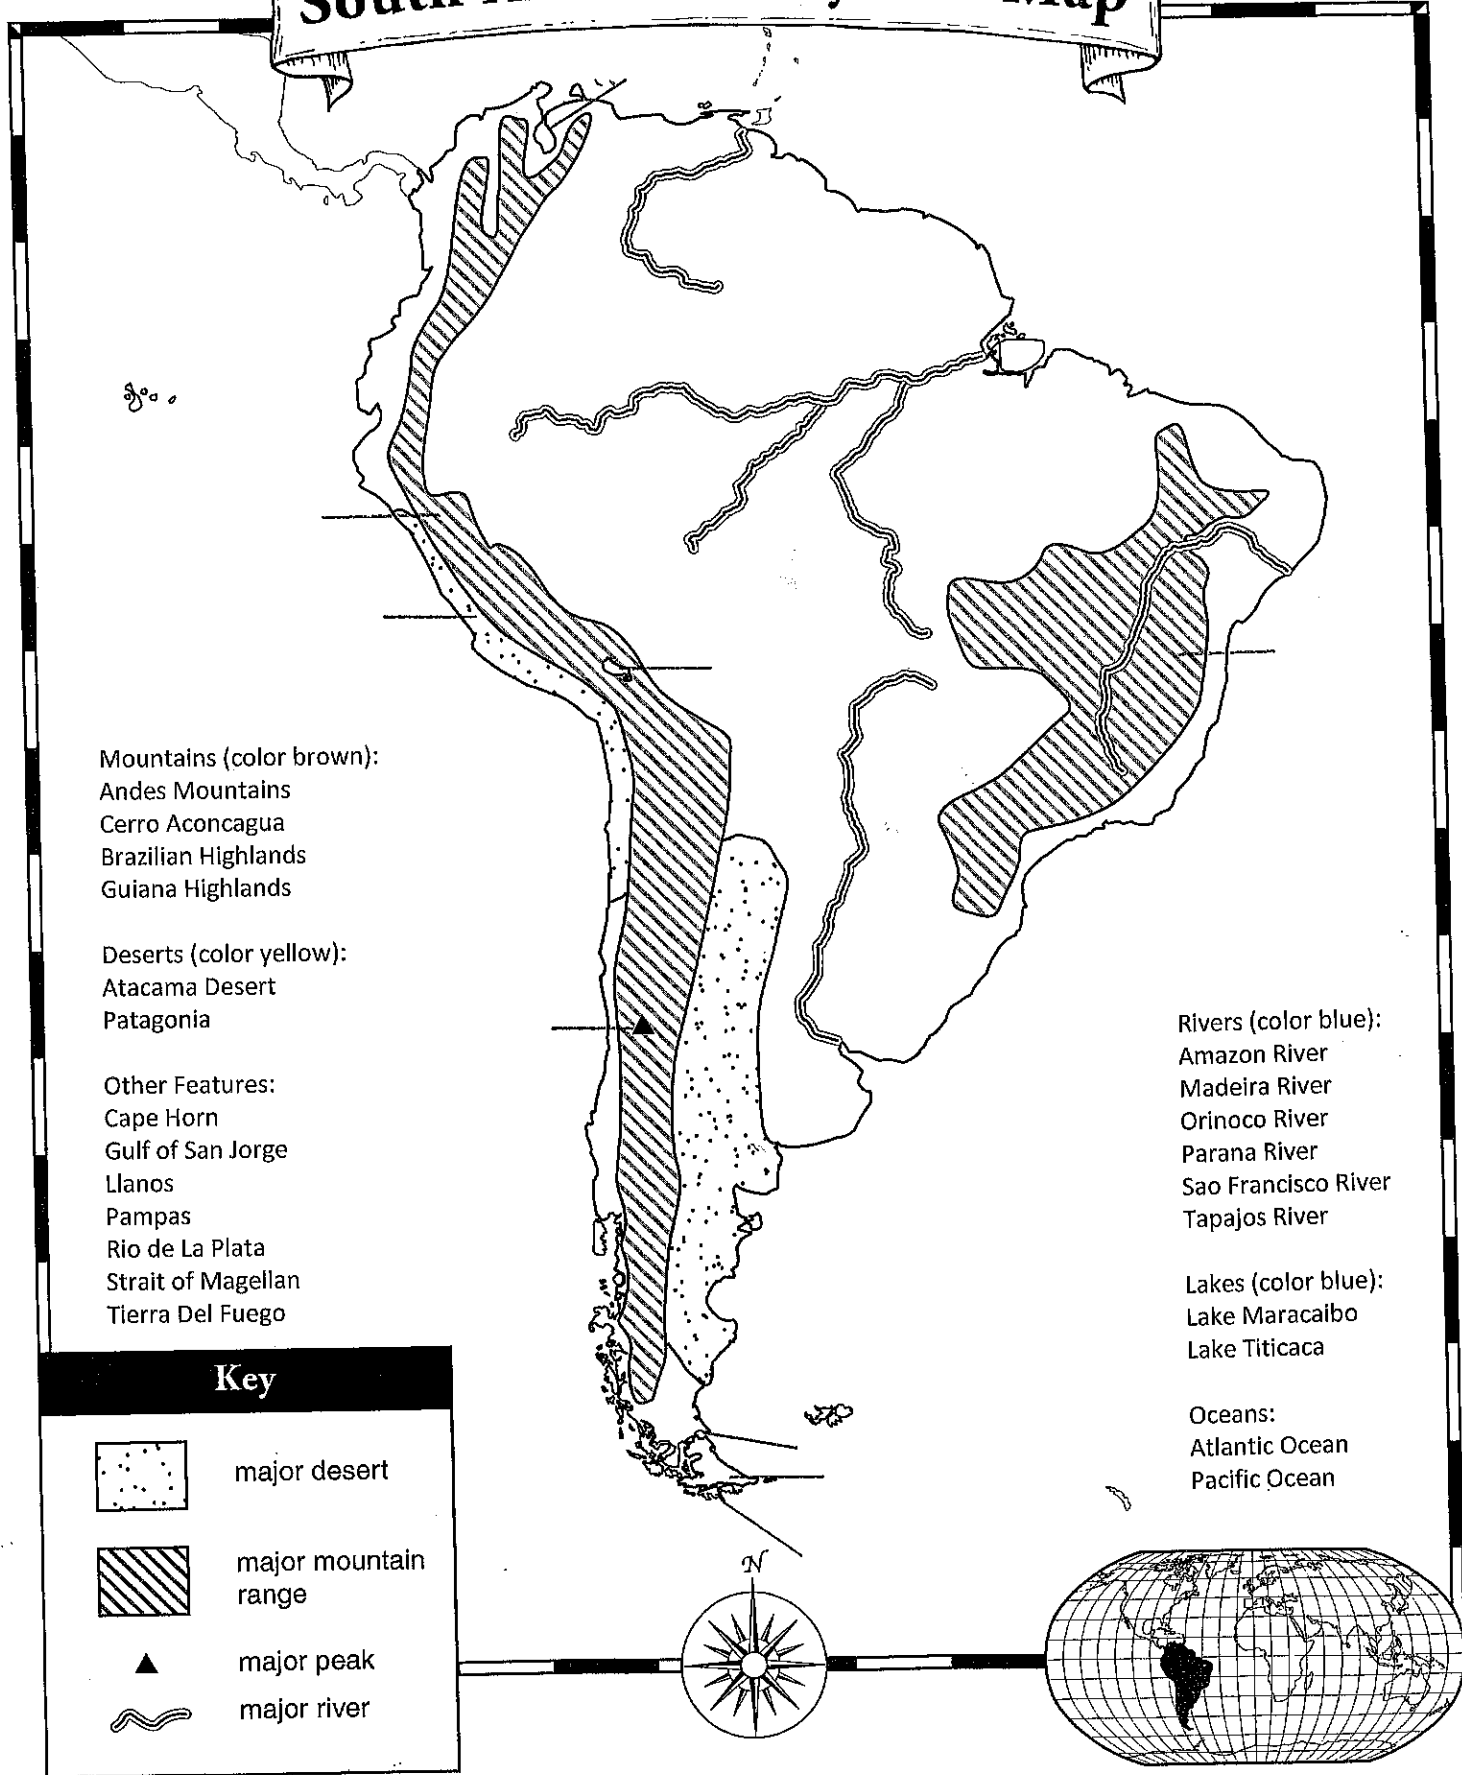 South
Map
Mountains (color brown):
Andes Mountains
Cerro Aconcagua
Brazilian Highlands
Guiana Highlands
Deserts (color yellow):
Atacama Desert
Patagonia
Other Features:
Cape Horn
Gulf of San Jorge
Llanos
Pampas
Rio de La Plata
Strait of Magellan
Tierra Del Fuego
Rivers (color blue):
Amazon River
Madeira River
Orinoco River
Parana River
Sao Francisco River
Tapajos River
Lakes (color blue):
Lake Maracaibo
Lake Titicaca
Oceans:
Atlantic Ocean
Pacific Ocean
Key
major desert
major mountain
range
major peak
major river
N